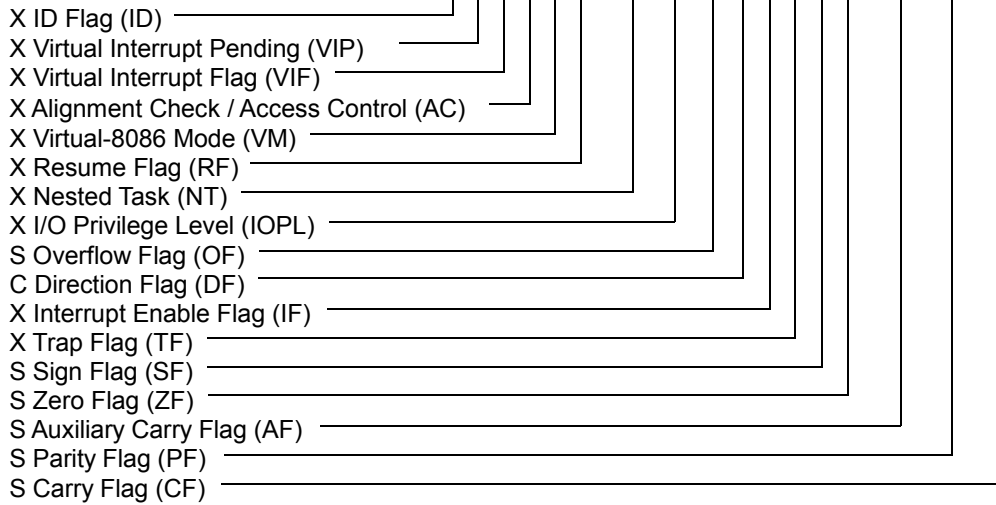 X ID Flag (ID)
X Virtual Interrupt Pending (VIP)
X Virtual Interrupt Flag (VIF)
X Alignment Check / Access Control (AC)
X Virtual-8086 Mode (VM)
X Resume Flag (RF)
X Nested Task (NT)
X I/O Privilege Level (IOPL)
S Overflow Flag (OF)
C Direction Flag (DF)
X Interrupt Enable Flag (IF)
X Trap Flag (TF)
S Sign Flag (SF)
S Zero Flag (ZF)
S Auxiliary Carry Flag (AF)
S Parity Flag (PF)
S Carry Flag (CF)